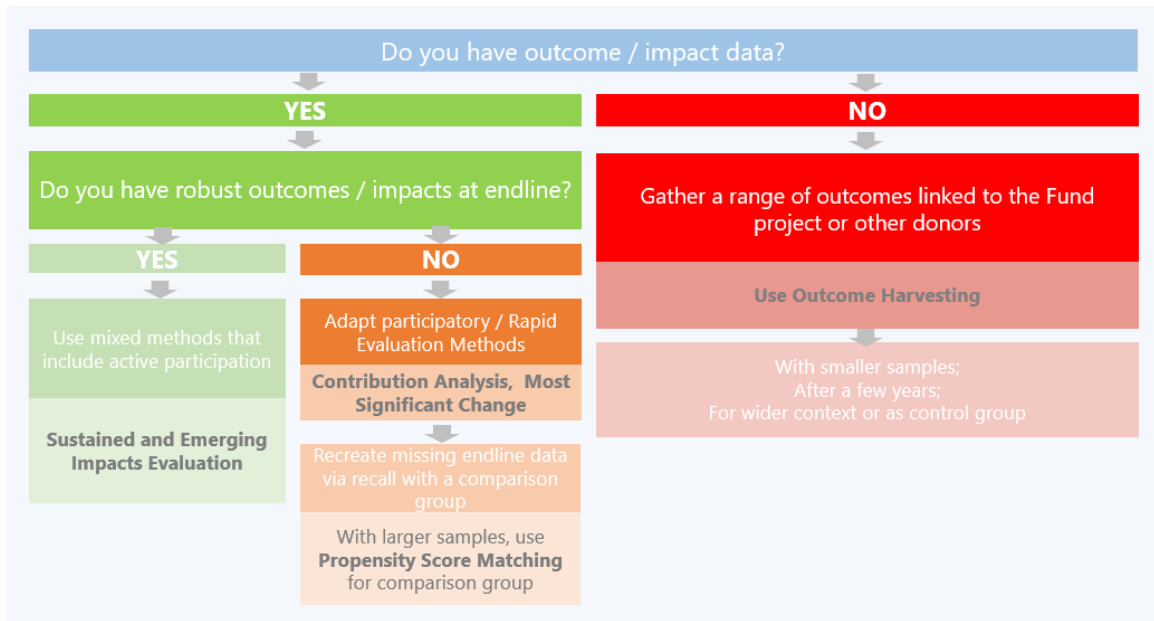 Do you have outcome / impact data?
YES
NO
Do you have robust outcomes / impacts at endline?
Gather a range of outcomes linked to the Fund
project or other donors
YES
NO
Use Outcome Harvesting
Use mixed methods that
include active participation
Adapt participatory / Rapid
Evaluation Methods
With smaller samples;
After a few years;
For wider context or as control group
Contribution Analysis, Most
Significant Change
Sustained and Emerging
Impacts Evaluation
Recreate missing endline data
via recall with a comparison
group
With larger samples, use
Propensity Score Matching
for comparison group